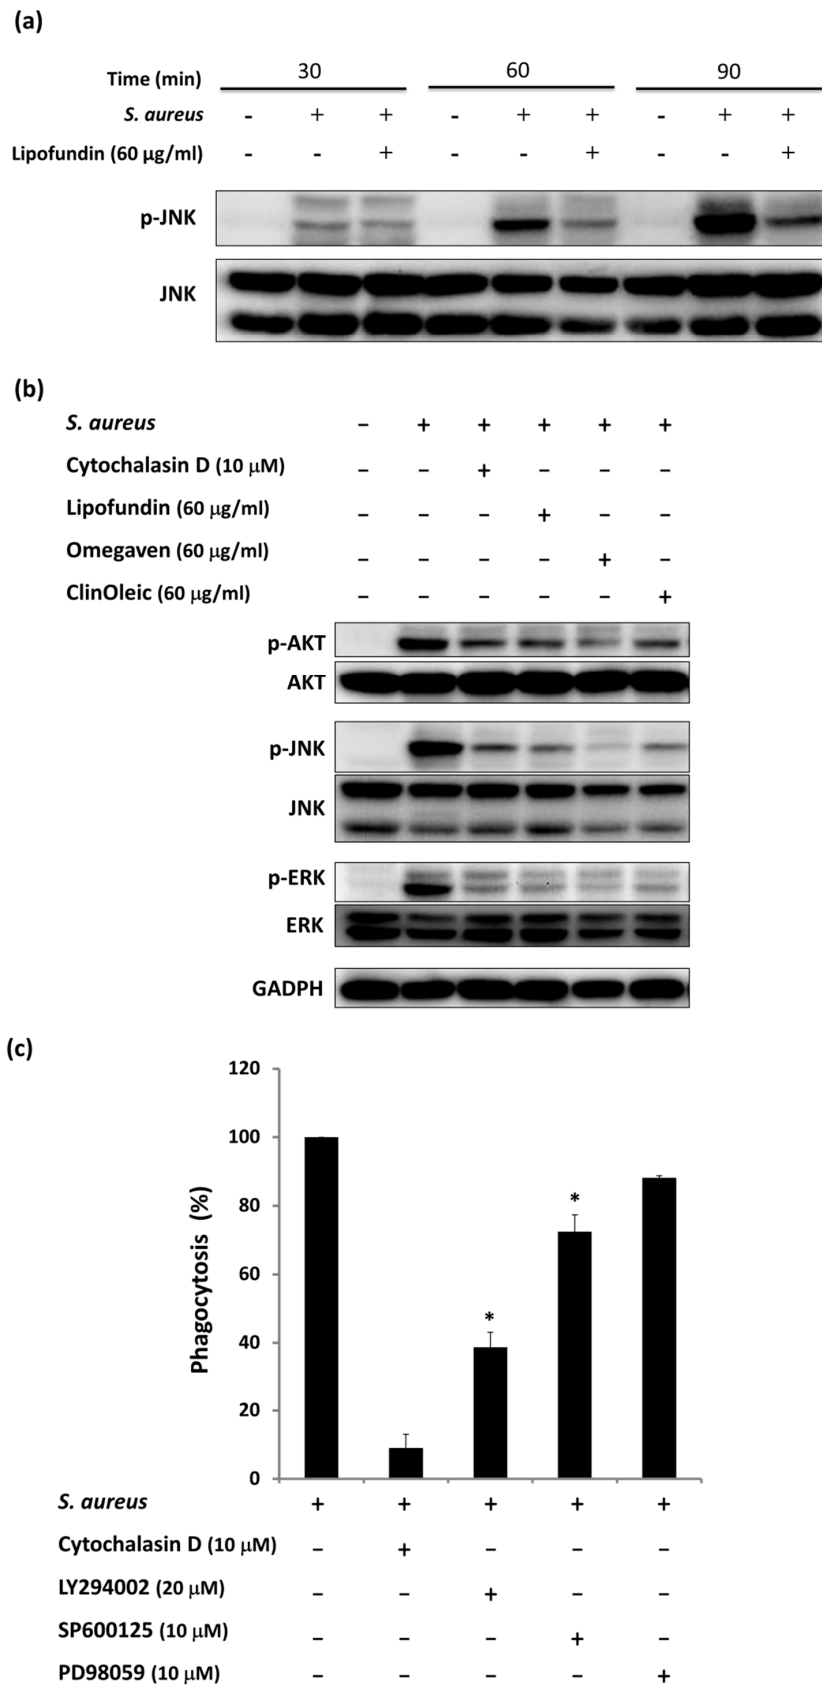 (a)
Time (min) 30 60 90
S. aureus - + + - + + - + +
Lipofundin (60 µg/ml) - - + - - + - - +
p-JNK
JNK
(b)
S. aureus – + + + + +
Cytochalasin D (10 µM) – – + – – –
Lipofundin (60 µg/ml) – – – + – –
Omegaven (60 µg/ml) – – – – + –
ClinOleic (60 µg/ml) – – – – – +
p-AKT
AKT
p-JNK
JNK
p-ERK
ERK
GADPH
(c)
Phagocytosis (%)
120
100
80
60
40
20
0
*
*
S. aureus + + + + +
Cytochalasin D (10 µM) – + – – –
LY294002 (20 µM) – – + – –
SP600125 (10 µM) – – – + –
PD98059 (10 µM) – – – – +